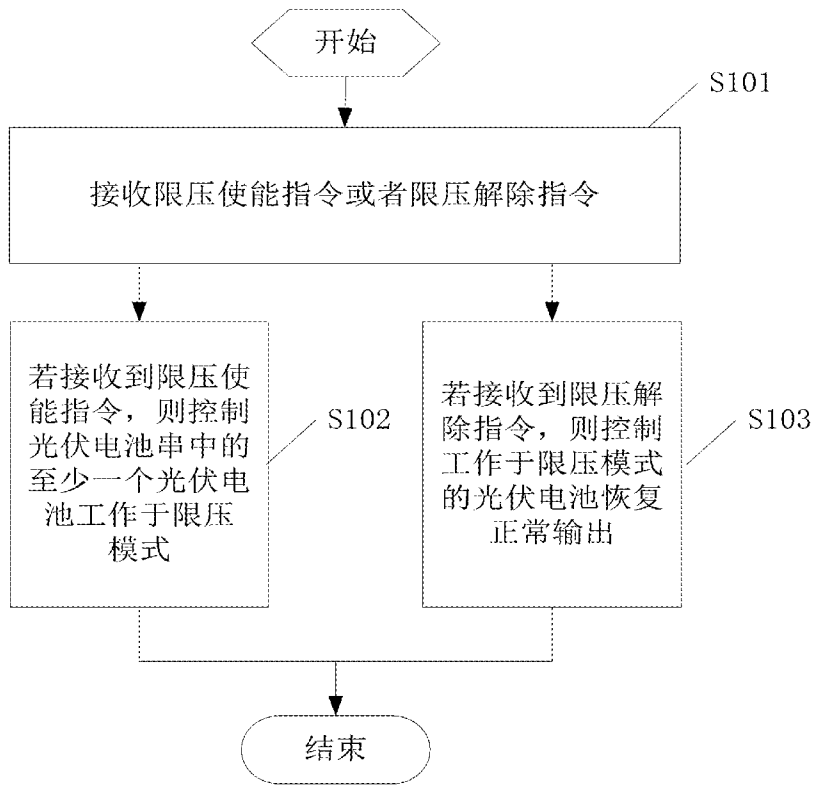 开始
S101
接收限压使能指令或者限压解除指令
若接收到限压使
能指令，则控制
光伏电池串中的
至少一个光伏电
池工作于限压
模式
S102
若接收到限压解
除指令，则控制
工作于限压模式
的光伏电池恢复
正常输出
S103
结束